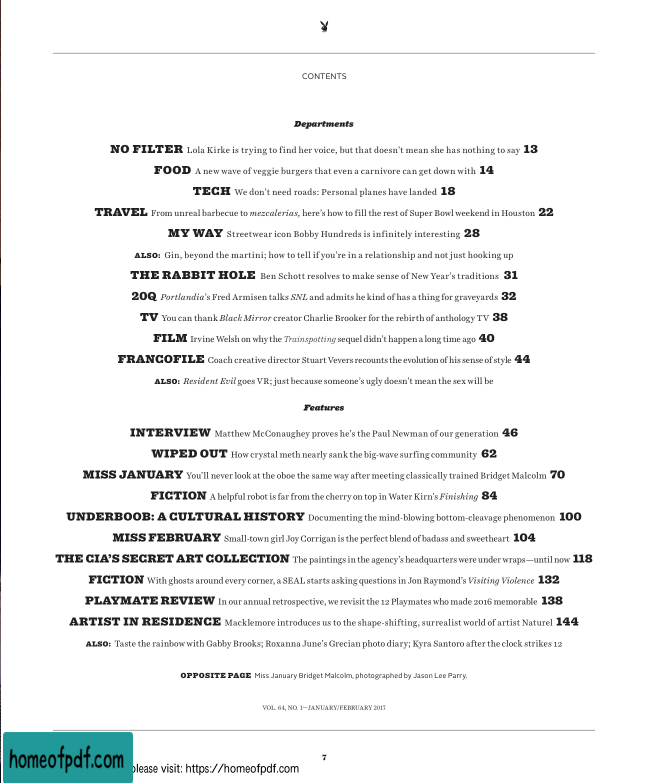 CONTENTS
Departments
NO FILTER Lola Kirke is trying to find her voice, but that doesn't mean she has nothing to say 13
FOOD A new wave of veggie burgers that even a carnivore can get down with 14
TECH We don't need roads: Personal planes have landed 18
TRAVEL From unreal barbecue to mezcalerias, here's how to fill the rest of Super Bowl weekend in Houston 22
MY WAY Streetwear icon Bobby Hundreds is infinitely interesting 28
ALSO: Gin, beyond the martini; how to tell if you're in a relationship and not just hooking up
THE RABBIT HOLE Ben Schott resolves to make sense of New Year's traditions 31
20Q Portlandia's Fred Armisen talks SNL and admits he kind of has a thing for graveyards 32
TV You can thank Black Mirror creator Charlie Brooker for the rebirth of anthology TV 38
FILM Irvine Welsh on why the Trainspotting sequel didn't happen a long time ago 40
FRANCOFILE Coach creative director Stuart Vevers recounts the evolution of his sense of style 44
ALSO: Resident Evil goes VR; just because someone's ugly doesn't mean the sex will be
Features
INTERVIEW Matthew McConaughey proves he's the Paul Newman of our generation 46
WIPED OUT How crystal meth nearly sank the big-wave surfing community 62
MISS JANUARY You'll never look at the oboe the same way after meeting classically trained Bridget Malcolm 70
FICTION A helpful robot is far from the cherry on top in Water Kirn's Finishing 84
UNDERBOOB: A CULTURAL HISTORY Documenting the mind-blowing bottom-cleavage phenomenon 100
MISS FEBRUARY Small-town girl Joy Corrigan is the perfect blend of badass and sweetheart 104
THE CIA'S SECRET ART COLLECTION The paintings in the agency's headquarters were under wraps—until now 118
FICTION With ghosts around every corner, a SEAL starts asking questions in Jon Raymond's Visiting Violence 132
PLAYMATE REVIEW In our annual retrospective, we revisit the 12 Playmates who made 2016 memorable 138
ARTIST IN RESIDENCE Macklemore introduces us to the shape-shifting, surrealist world of artist Naturel 144
ALSO: Taste the rainbow with Gabby Brooks; Roxanna June's Grecian photo diary; Kyra Santoro after the clock strikes 12
OPPOSITE PAGE Miss January Bridget Malcolm, photographed by Jason Lee Parry.
VOL. 64, NO. 1—JANUARY/FEBRUARY 2017
7
homeofpdf.com
please visit: https://homeofpdf.com